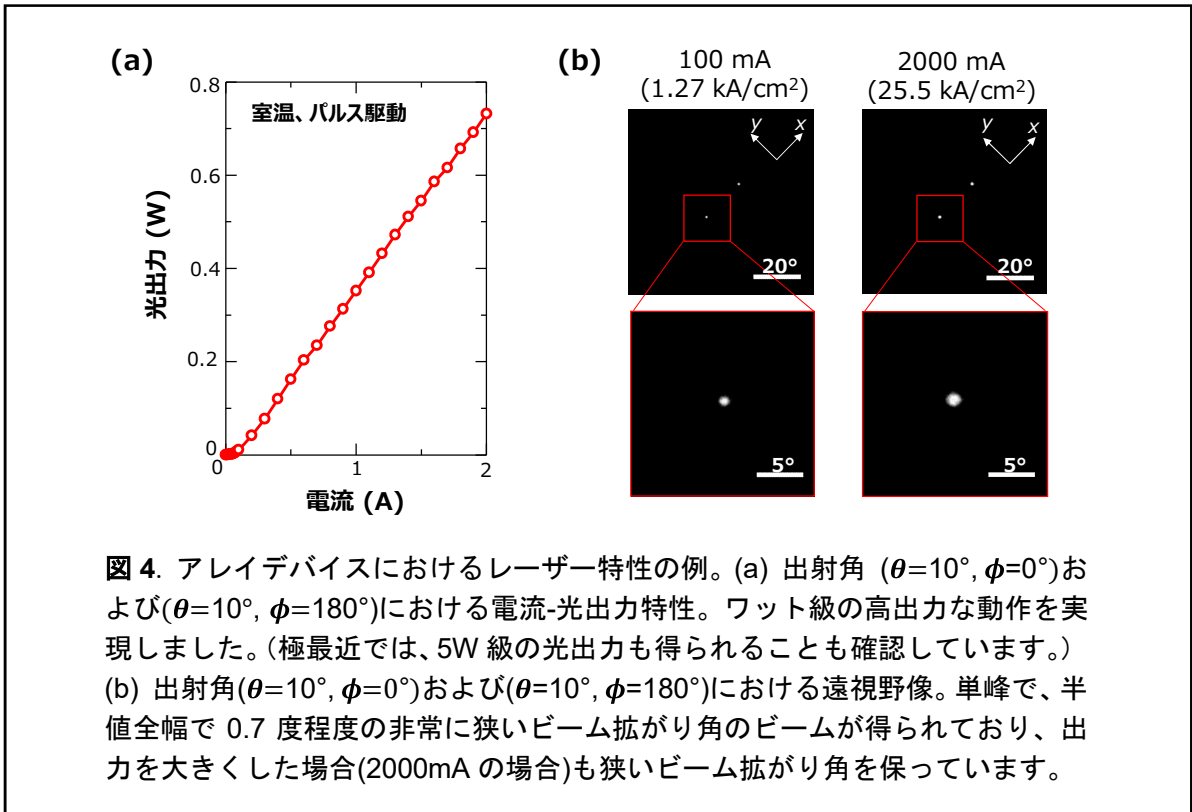 (a)
0.8
0.6
0.4
0.2
0
0
1
2
室温、パルス駆動
光出力 (W)
電流 (A)
(b)
100 mA
(1.27 kA/cm²)
y x
20°
5°
2000 mA
(25.5 kA/cm²)
y x
20°
5°
図 4. アレイデバイスにおけるレーザー特性の例。(a) 出射角 (θ=10°, ϕ=0°)お
よび(θ=10°, ϕ=180°)における電流-光出力特性。ワット級の高出力な動作を実
現しました。（極最近では、5W 級の光出力も得られることも確認しています。）
(b) 出射角(θ=10°, ϕ=0°)および(θ=10°, ϕ=180°)における遠視野像。単峰で、半
値全幅で 0.7 度程度の非常に狭いビーム拡がり角のビームが得られており、出
力を大きくした場合(2000mA の場合)も狭いビーム拡がり角を保っています。